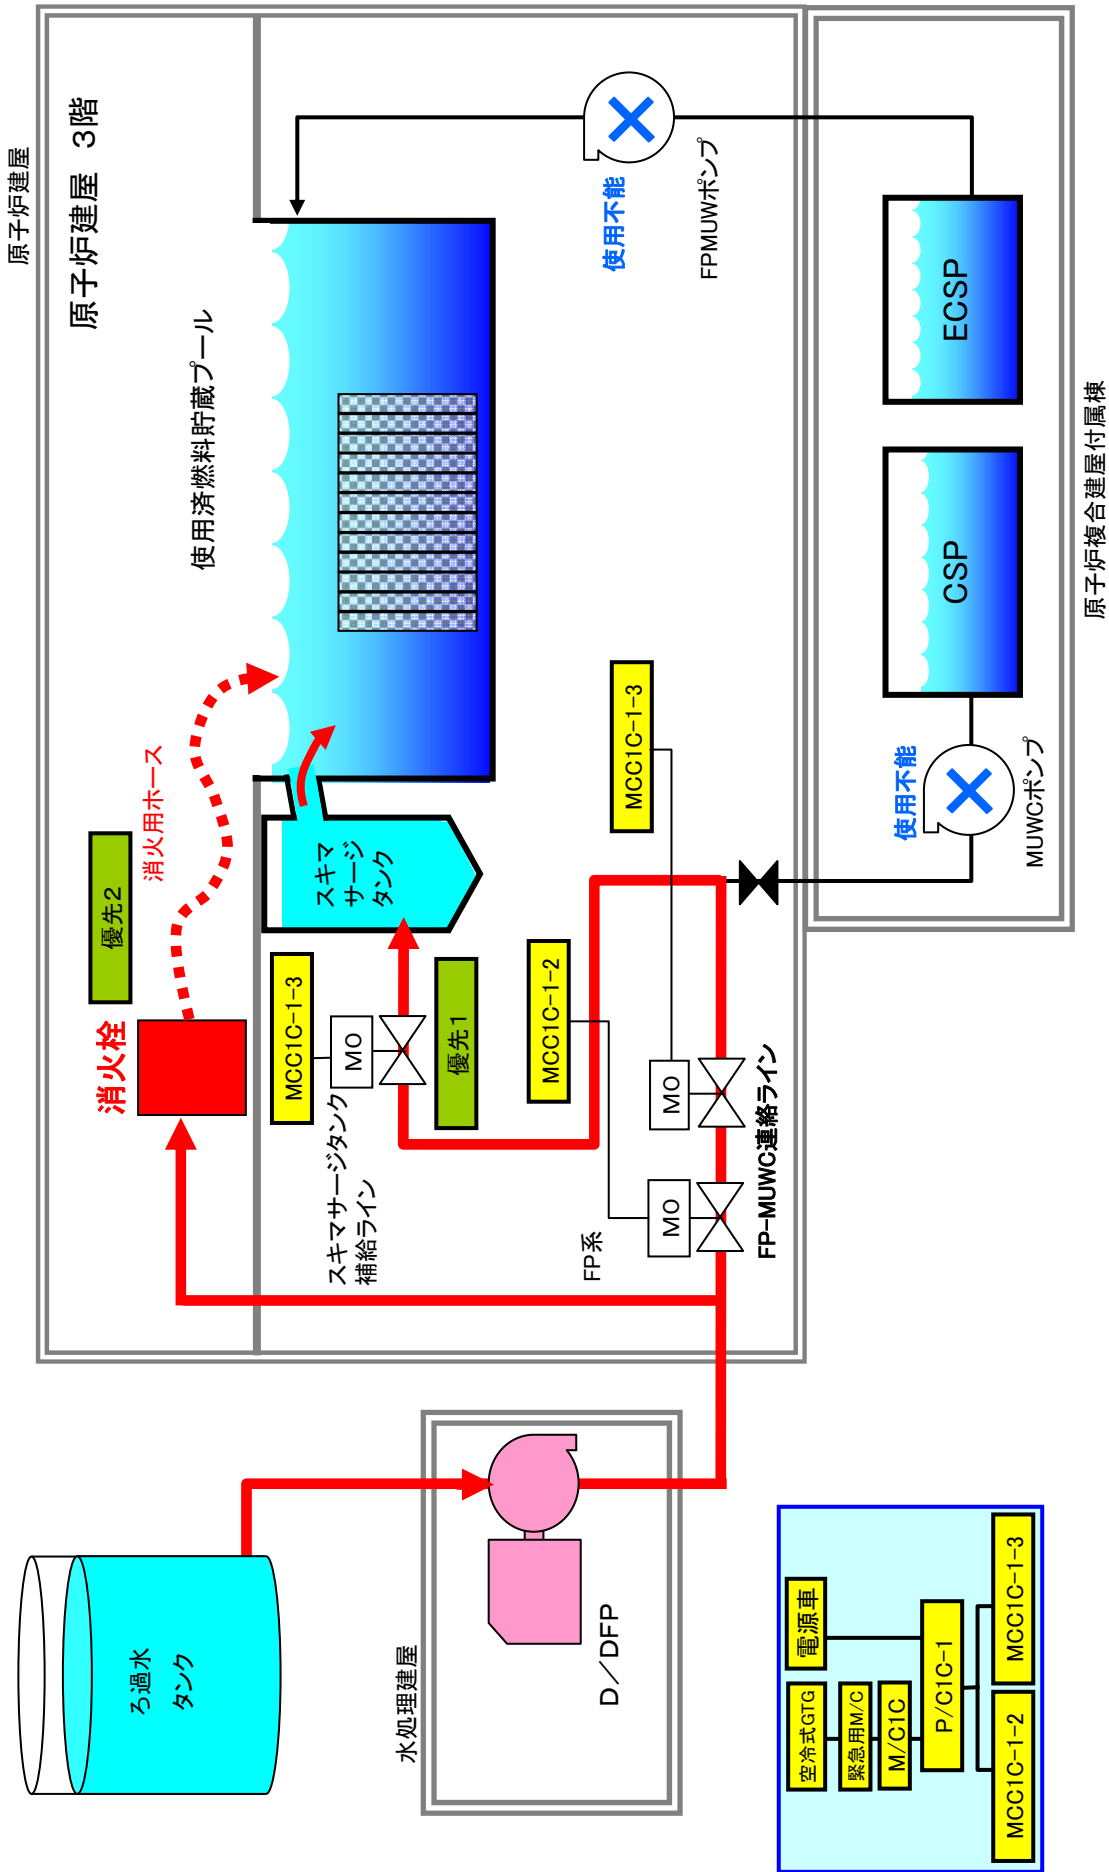 原子炉建屋
原子炉建屋 3階
使用済燃料貯蔵プール
消火用ホース
優先2
消火栓
スキマ
サージ
タンク
MCC1C-1-3
MO
優先1
スキマサージタンク
補給ライン
使用不能
FPMUWポンプ
MCC1C-1-3
MCC1C-1-2
MO
MO
FP系
FP-MUWC連絡ライン
ECSP
CSP
使用不能
MUWCポンプ
原子炉複合建屋付属棟
ろ過水
タンク
水処理建屋
D/DFP
空冷式GTG
電源車
緊急用M/C
M/C1C
P/C1C-1
MCC1C-1-2
MCC1C-1-3